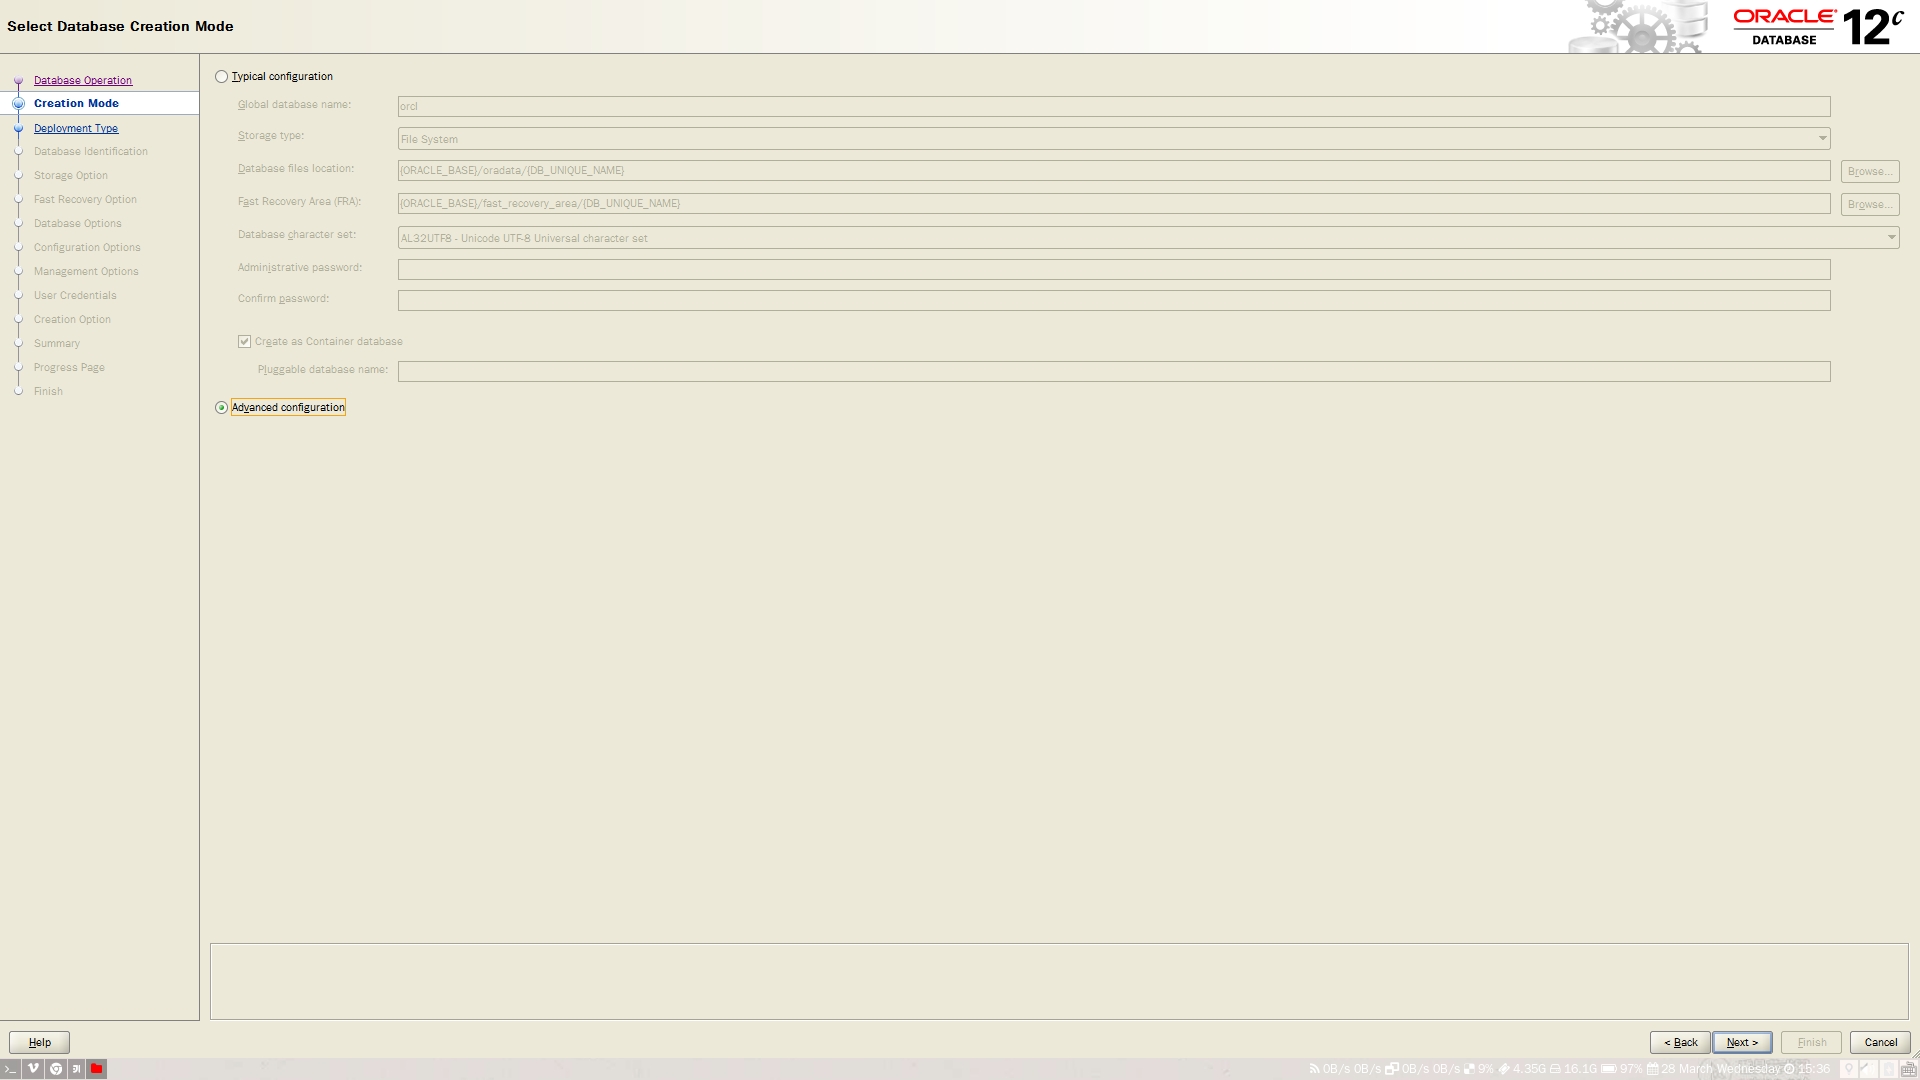 Select Database Creation Mode
ORACLE
DATABASE
12c
Database Operation
Creation Mode
Deployment Type
Database Identification
Storage Option
Fast Recovery Option
Database Options
Configuration Options
Management Options
User Credentials
Creation Option
Summary
Progress Page
Finish
Typical configuration
Global database name: orcl
Storage type: File System
Database files location: {ORACLE_BASE}/oradata/{DB_UNIQUE_NAME} Browse...
Fast Recovery Area (FRA): {ORACLE_BASE}/fast_recovery_area/{DB_UNIQUE_NAME} Browse...
Database character set: AL32UTF8 - Unicode UTF-8 Universal character set
Administrative password:
Confirm password:
Create as Container database
Pluggable database name:
Advanced configuration
Help < Back Next > Finish Cancel
0B/s 0B/s 0B/s 0B/s 9% 4.35G 16.1G 97% 28 March Wednesday 15:36